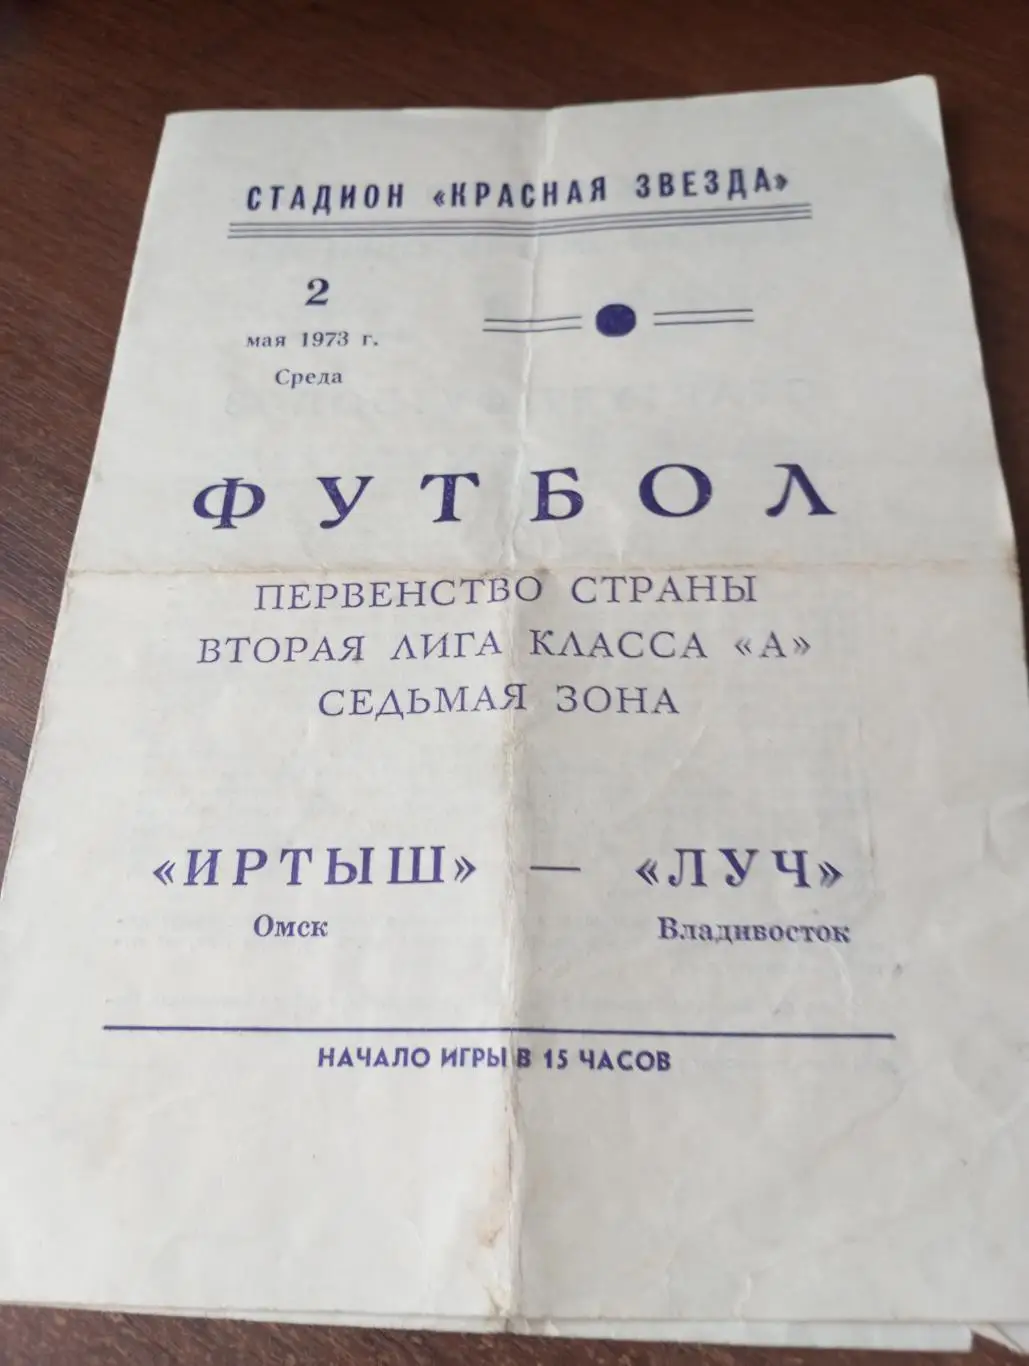 СТАДИОН «КРАСНАЯ ЗВЕЗДА»
2
мая 1973 г.
Среда
ФУТБОЛ
ПЕРВЕНСТВО СТРАНЫ
ВТОРАЯ ЛИГА КЛАССА «А»
СЕДЬМАЯ ЗОНА
«ИРТЫШ» — «ЛУЧ»
Омск Владивосток
НАЧАЛО ИГРЫ В 15 ЧАСОВ